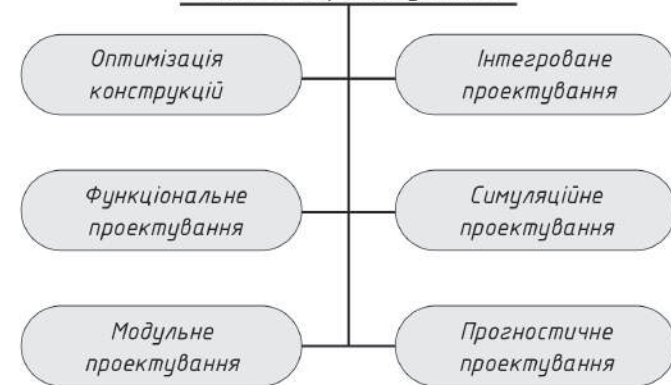 Оптимізація
конструкцій
Інтегроване
проектування
Функціональне
проектування
Симуляційне
проектування
Модульне
проектування
Прогностичне
проектування